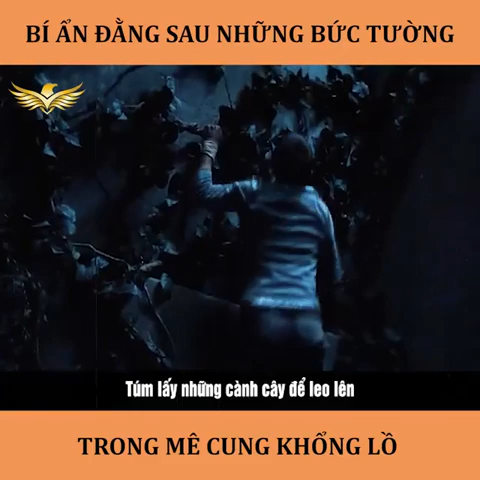 BÍ ẨN ĐẰNG SAU NHỮNG BỨC TƯỜNG
Túm lấy những cành cây để leo lên
TRONG MÊ CUNG KHỔNG LỒ